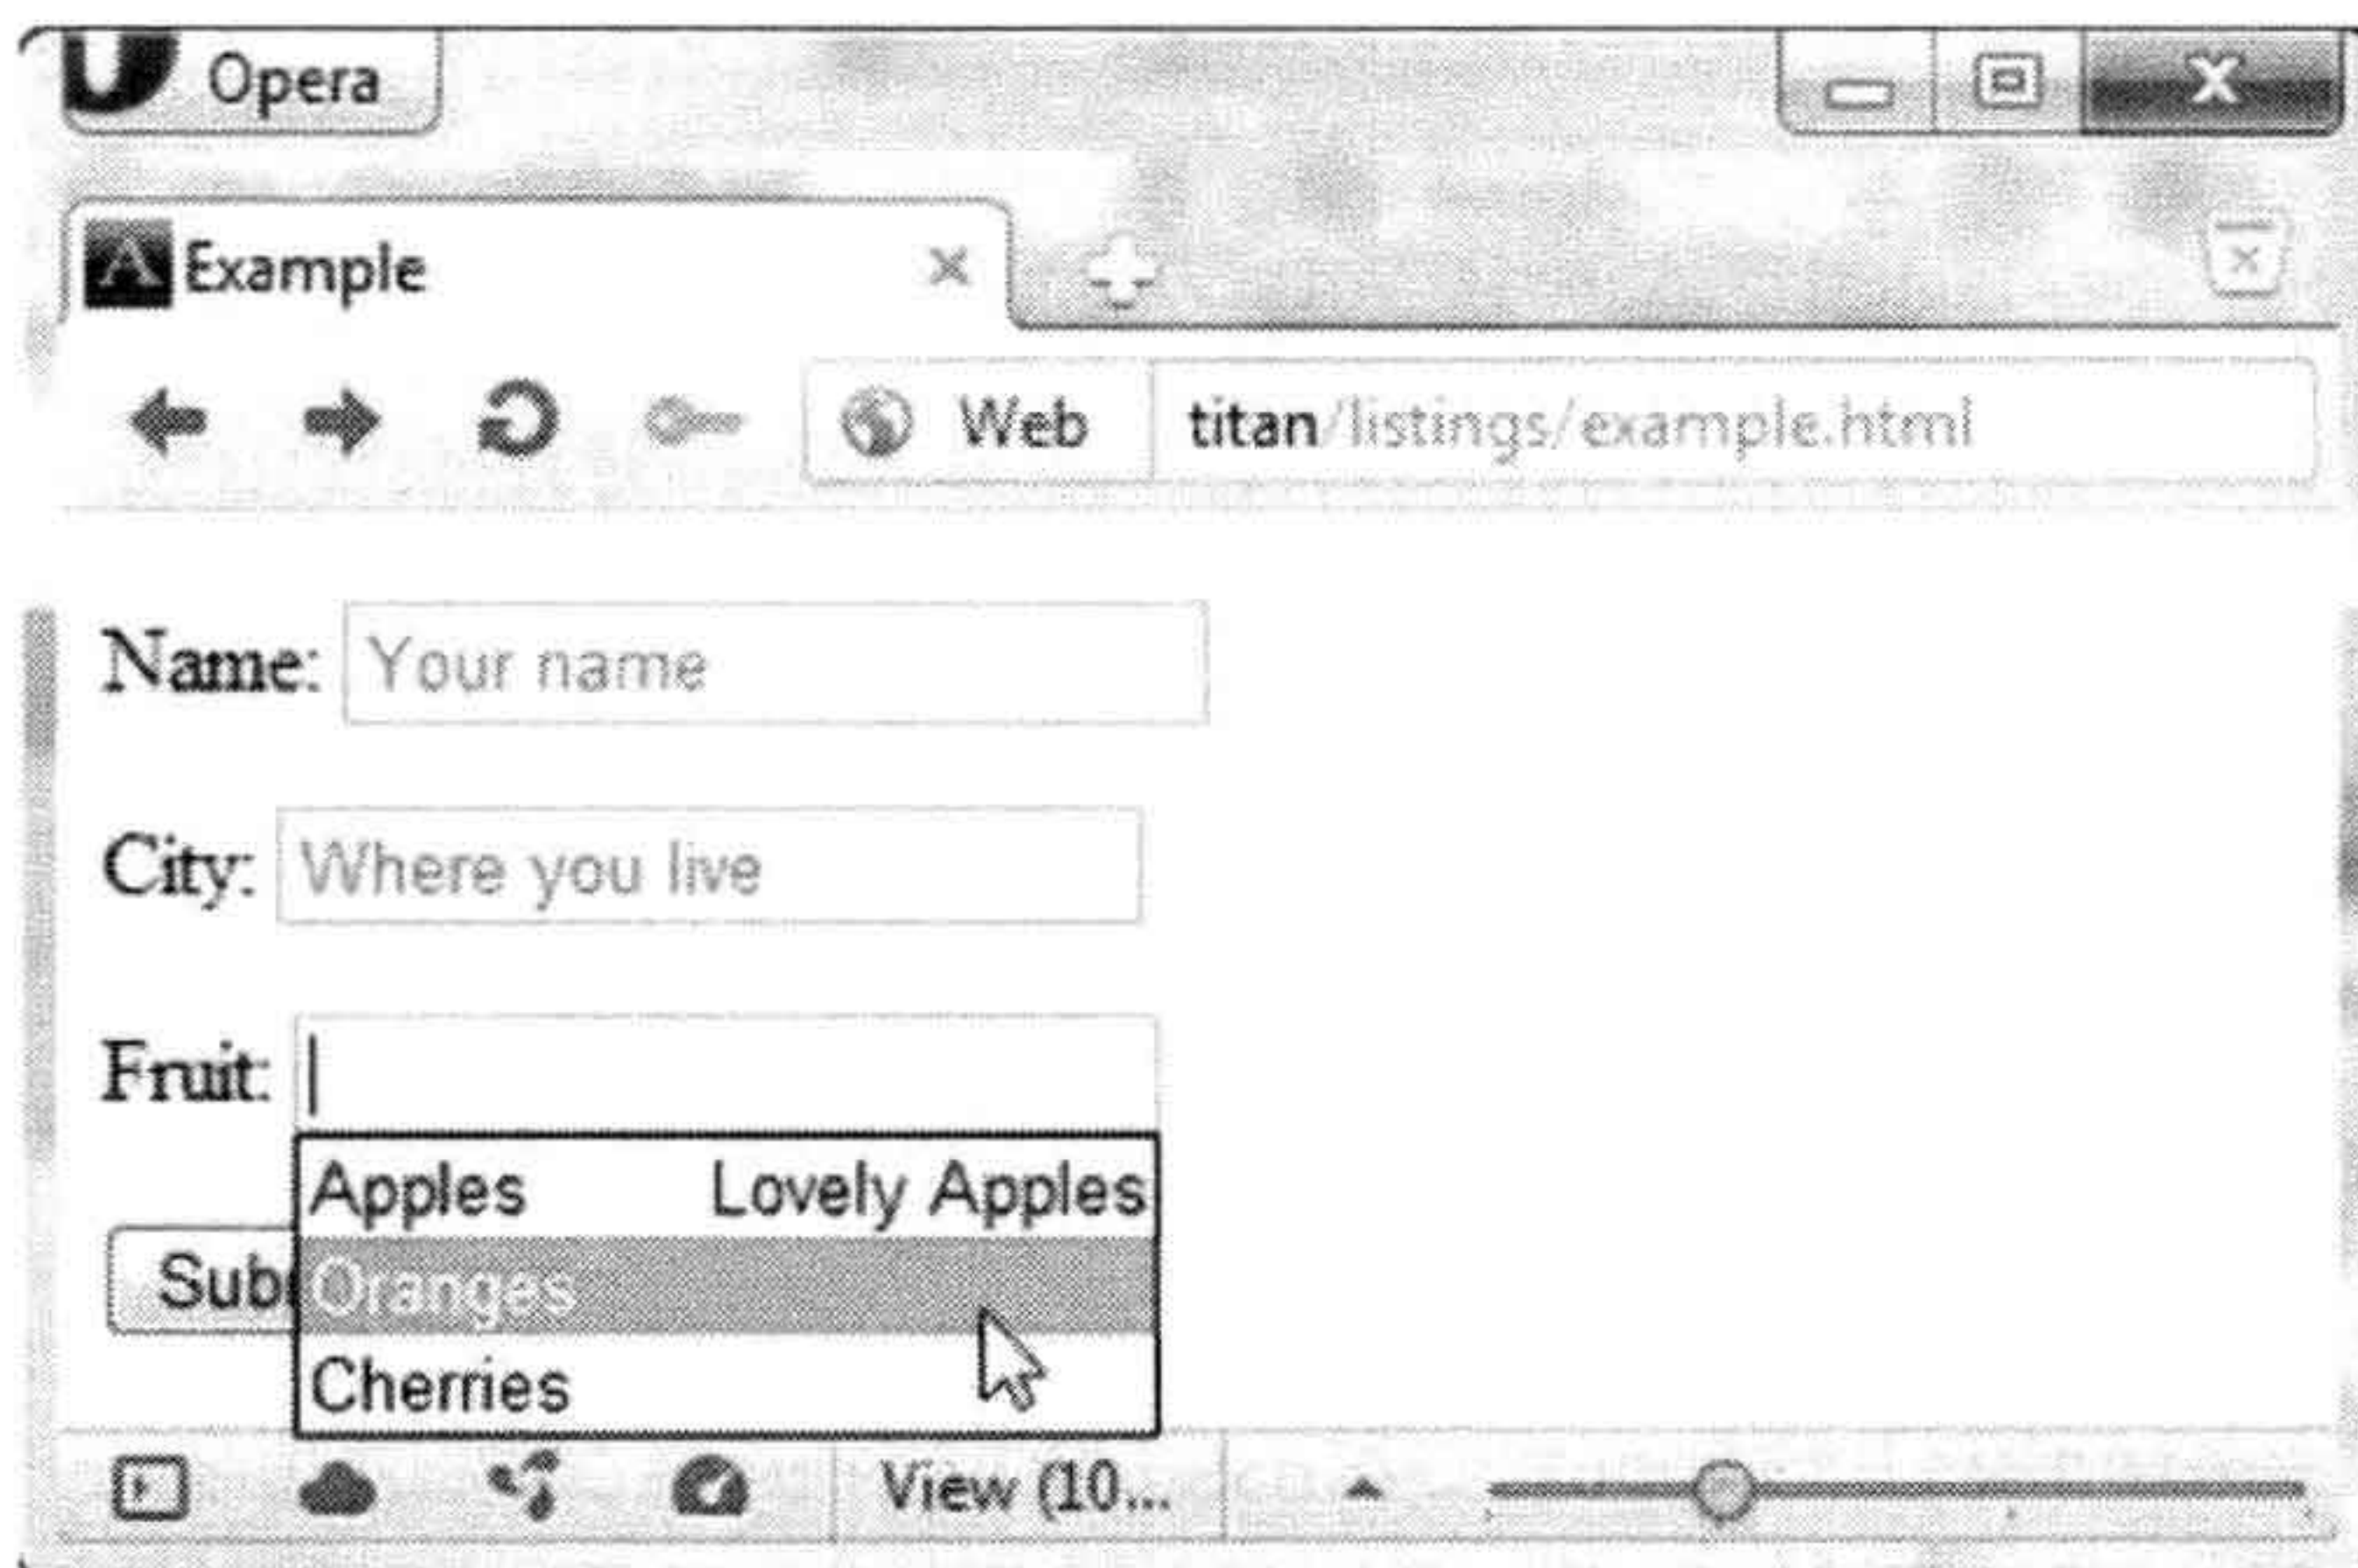 Opera
Example
Web titan/listings/example.html
Name: Your name
City: Where you live
Fruit:
Apples Lovely Apples
Sub Oranges
Cherries
View (10...